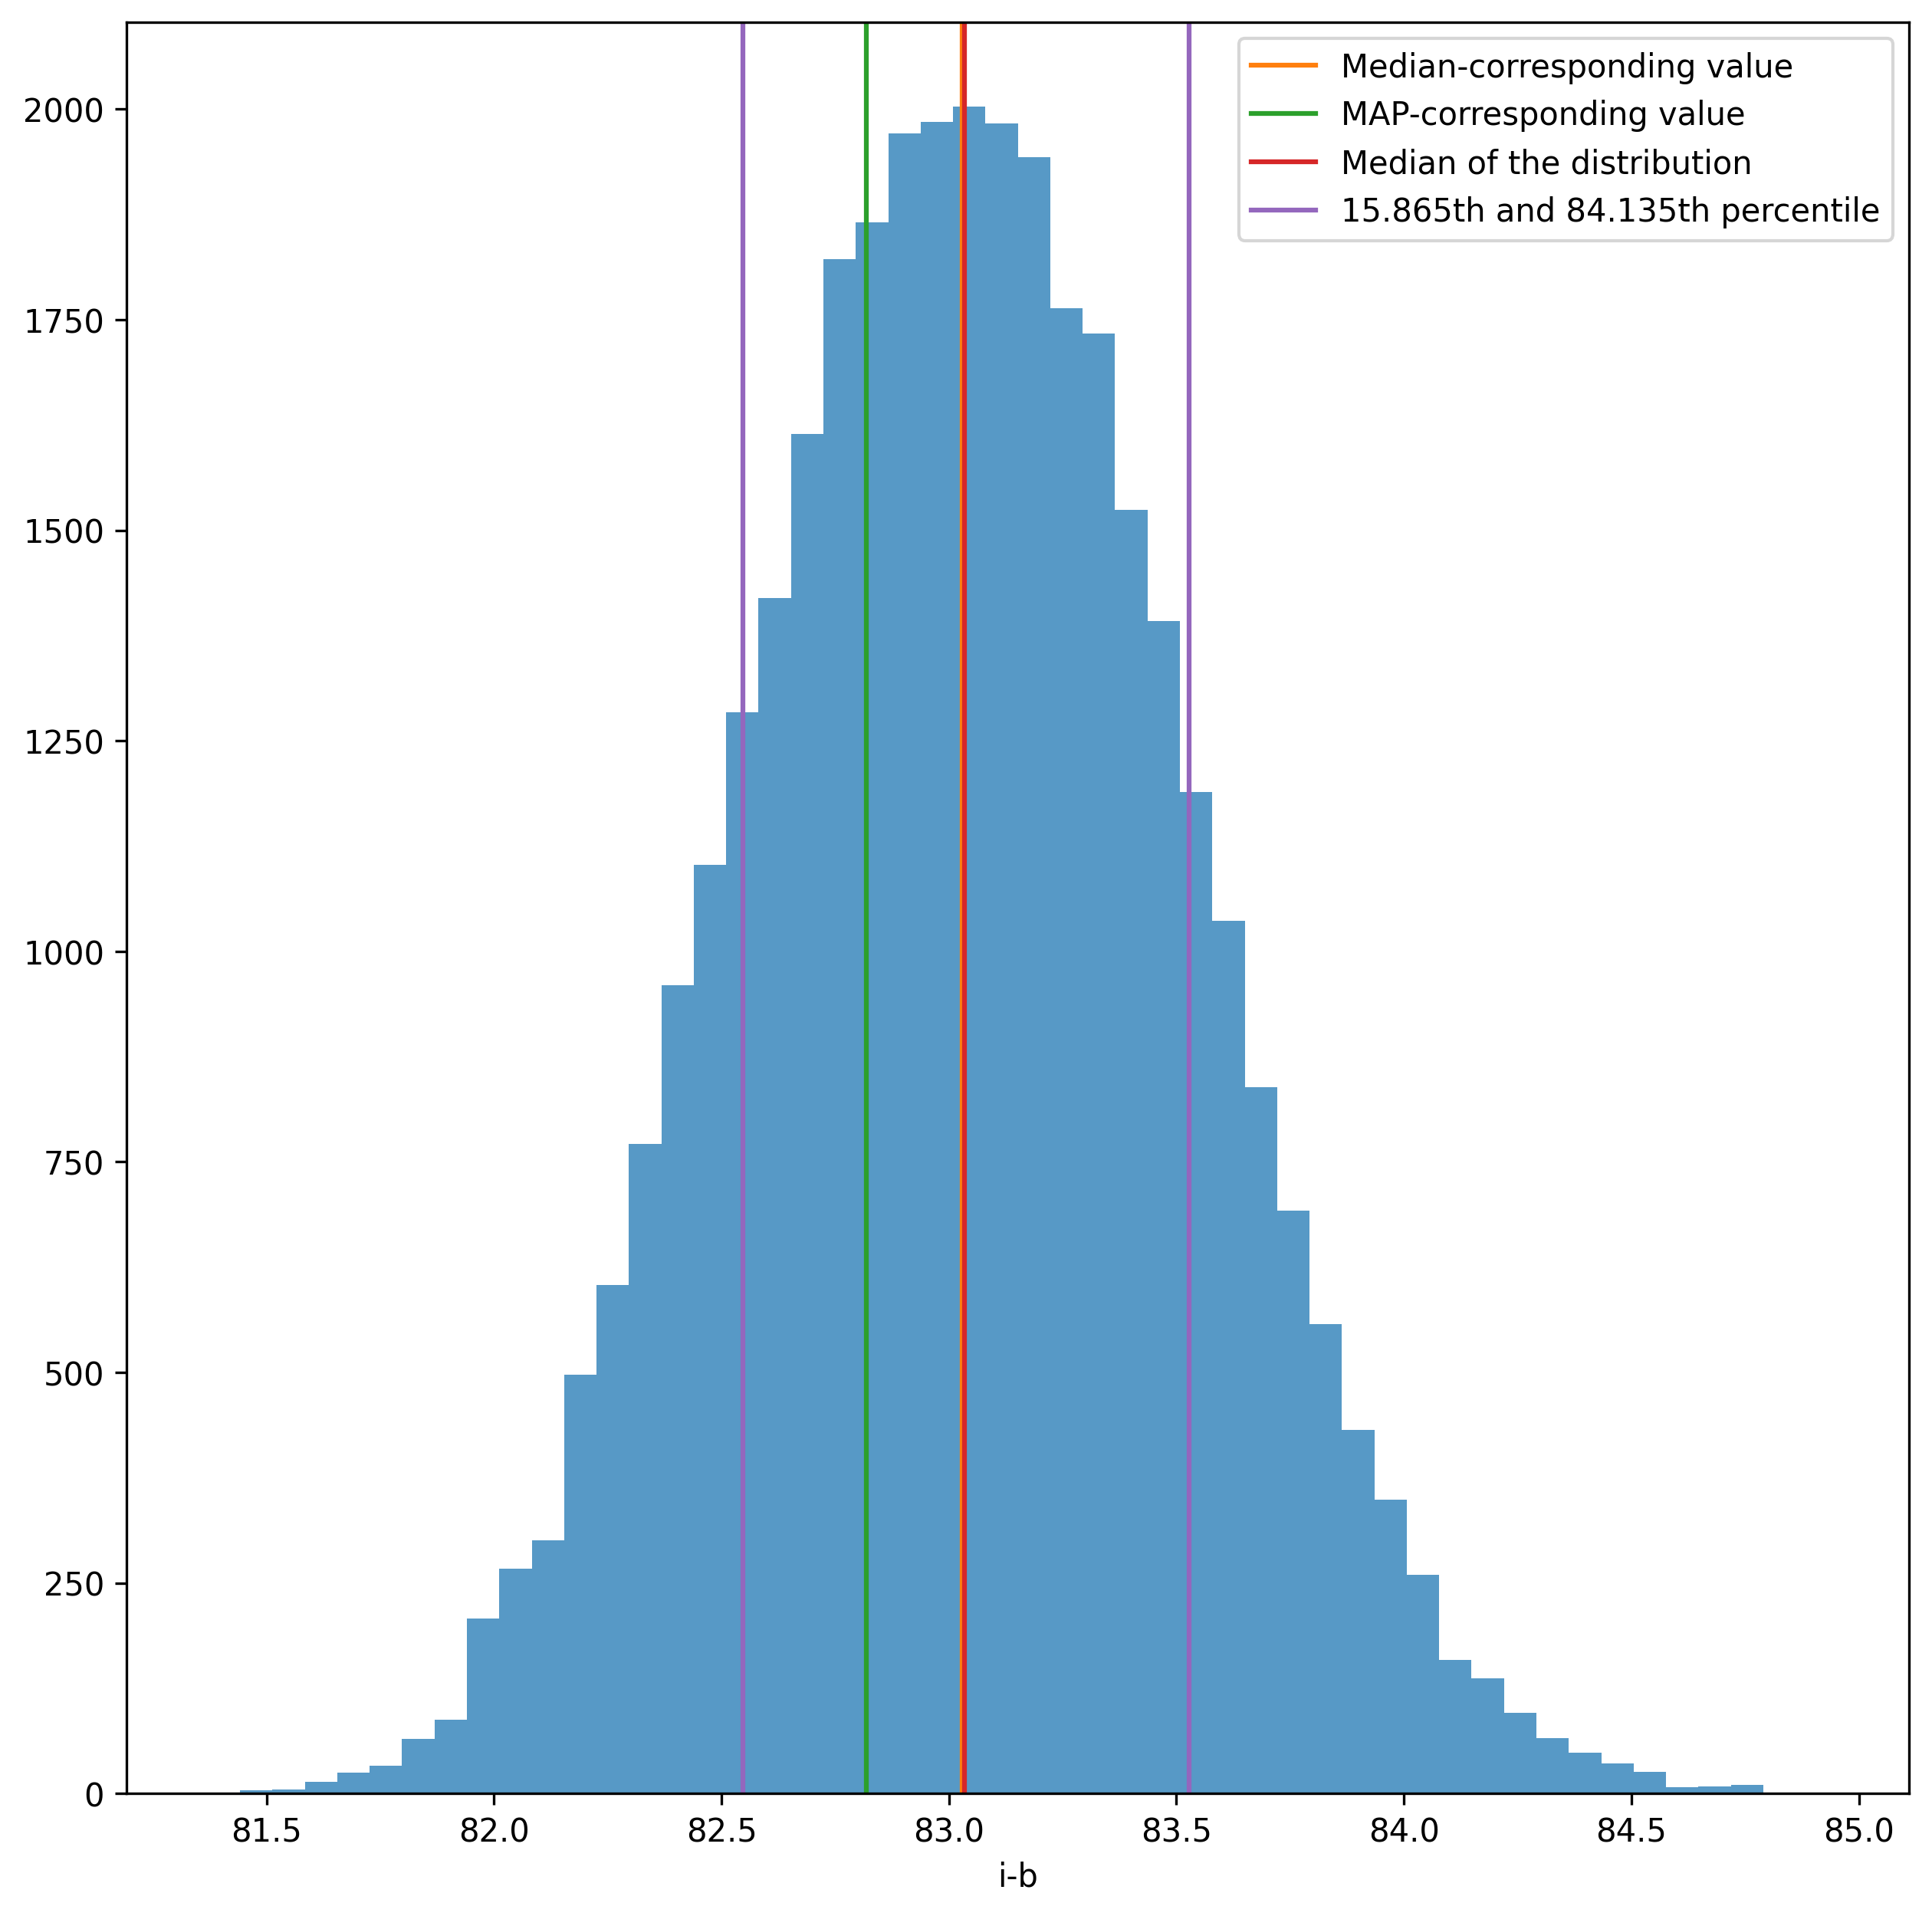 Median-corresponding value
MAP-corresponding value
Median of the distribution
15.865th and 84.135th percentile
2000
1750
1500
1250
1000
750
500
250
0
81.5 82.0 82.5 83.0 83.5 84.0 84.5 85.0
i-b